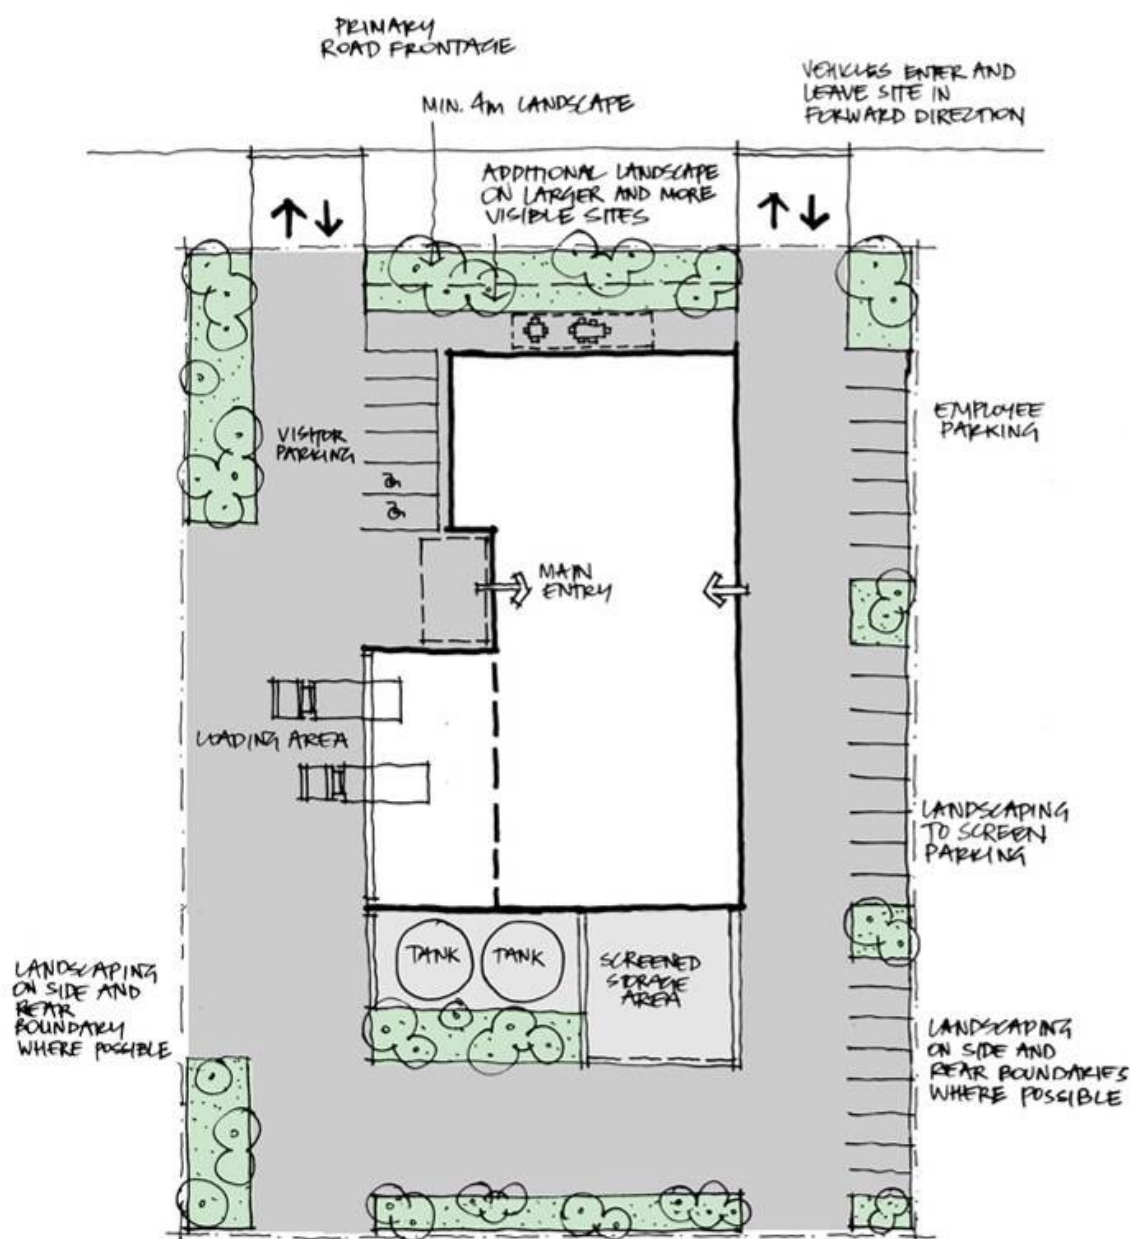 PRIMARY
ROAD FRONTAGE
VEHICLES ENTER AND
LEAVE SITE IN
FORWARD DIRECTION
MIN. 4m LANDSCAPE
ADDITIONAL LANDSCAPE
ON LARGER AND MORE
VISIBLE SITES
EMPLOYEE
PARKING
VISITOR
PARKING
MAIN
ENTRY
LOADING AREA
LANDSCAPING
TO SCREEN
PARKING
TANK
TANK
SCREENED
STORAGE
AREA
LANDSCAPING
ON SIDE AND
REAR
BOUNDARY
WHERE POSSIBLE
LANDSCAPING
ON SIDE AND
REAR BOUNDARIES
WHERE POSSIBLE